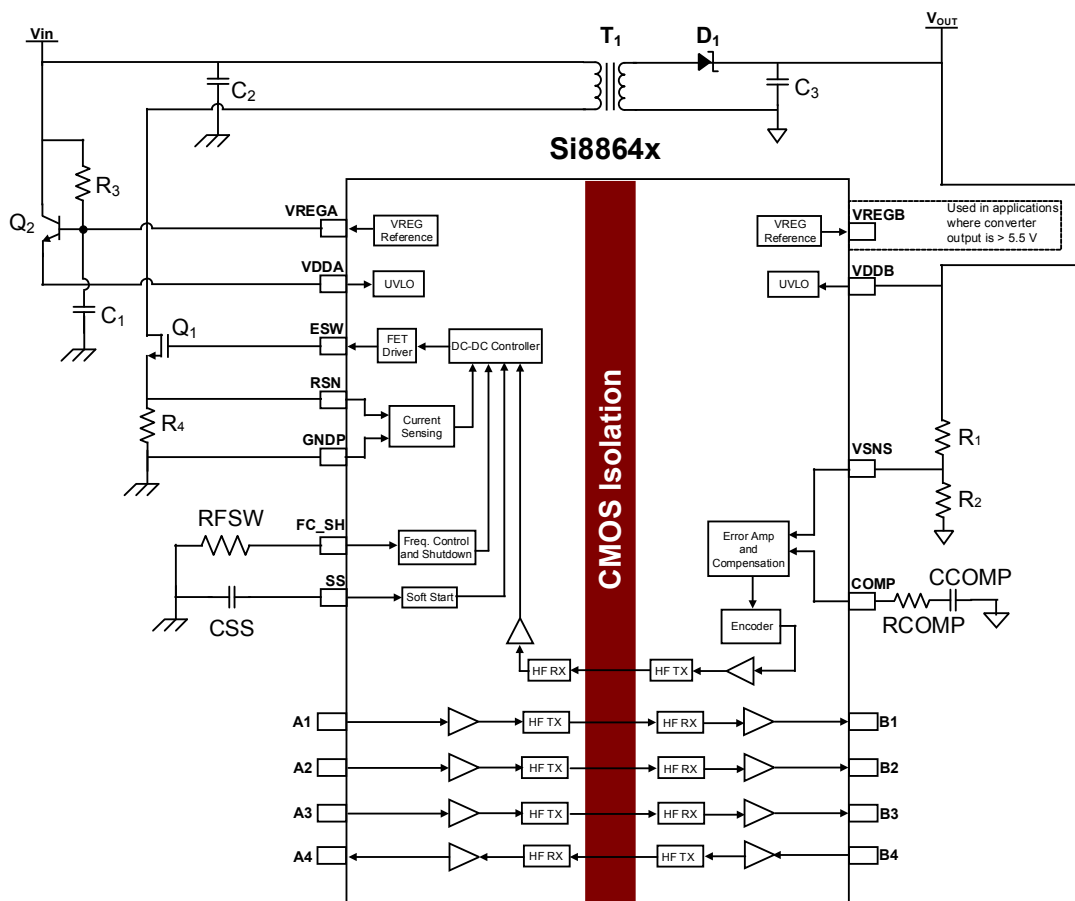 Vin
VOUT
T1
D1
C2
C3
Si8864x
R3
Q2
VREGA
VREG
Reference
VREG
Reference
VREGB
Used in applications
where converter
output is > 5.5 V
VDDA
UVLO
UVLO
VDDB
C1
Q1
ESW
FET
Driver
DC-DC Controller
RSN
Current
Sensing
R4
GNDP
CMOS Isolation
R1
VSNS
R2
RFSW
FC_SH
Freq. Control
and Shutdown
Error Amp
and
Compensation
SS
Soft Start
CSS
COMP
CCOMP
RCOMP
Encoder
HF RX
HF TX
A1
HF TX
HF RX
B1
A2
HF TX
HF RX
B2
A3
HF TX
HF RX
B3
A4
HF RX
HF TX
B4